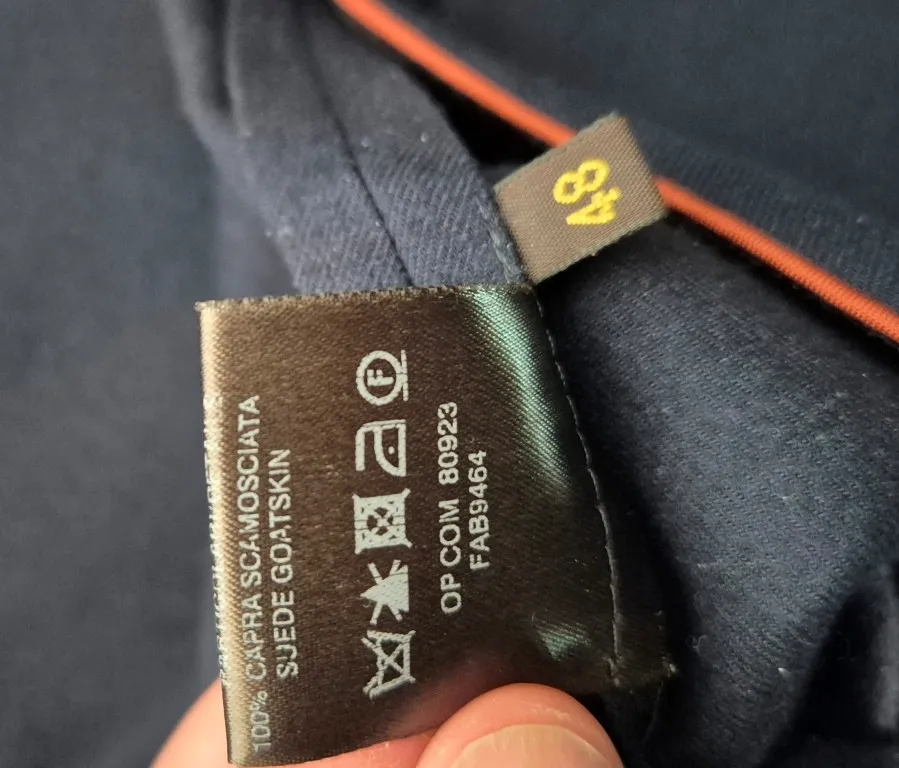 48
100% CAPRA SCAMOSCIATA
SUEDE GOATSKIN
F
OP COM 80923
FAB9464